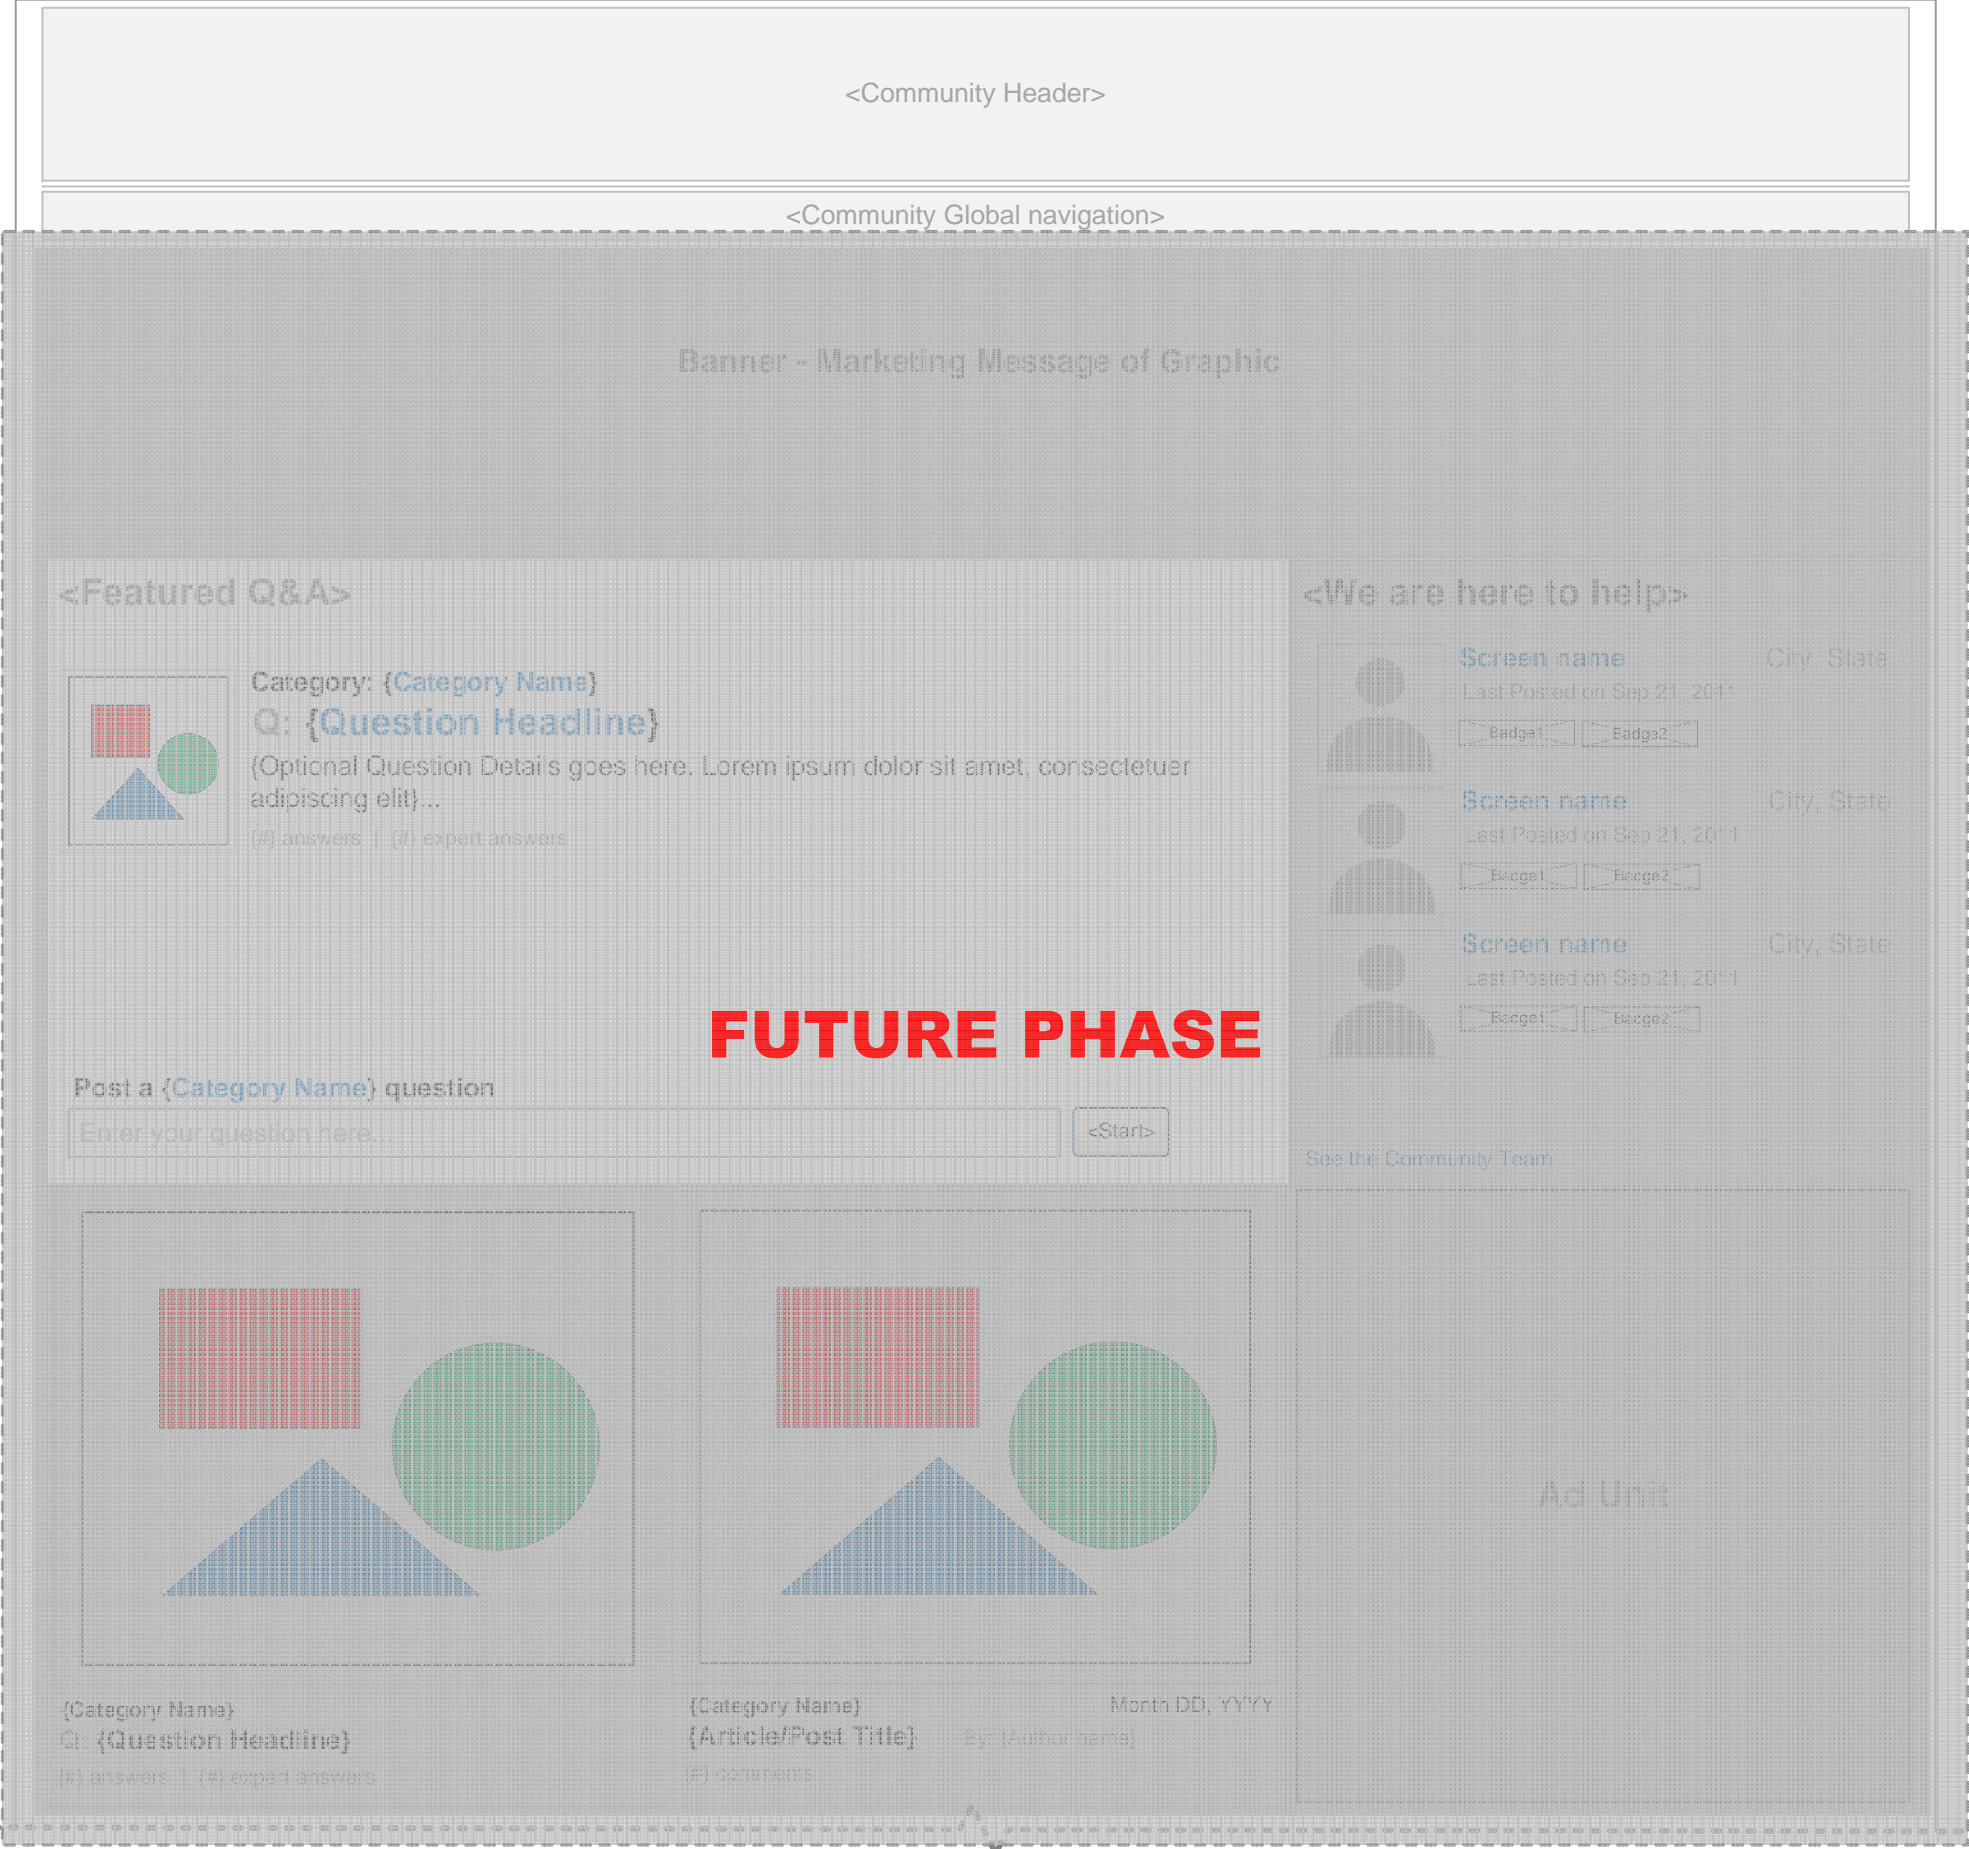 <Community Header>
<Community Global navigation>
Banner - Marketing Message of Graphic
<Featured Q&A>
Category: {Category Name}
Q: {Question Headline}
{Optional Question Details goes here. Lorem ipsum dolor sit amet, consectetuer
adipiscing elit}...
{#} answers | {#} expert answers
FUTURE PHASE
Post a {Category Name} question
Enter your question here...
<Start>
<We are here to help>
Screen name City, State
Last Posted on Sep 21, 2011
Badge1 Badge2
Screen name City, State
Last Posted on Sep 21, 2011
Badge1 Badge2
Screen name City, State
Last Posted on Sep 21, 2011
Badge1 Badge2
See the Community Team
{Category Name}
Q: {Question Headline}
{#} answers | {#} expert answers
{Category Name} Month DD, YYYY
{Article/Post Title} By: {Author name}
{#} comments
Ad Unit